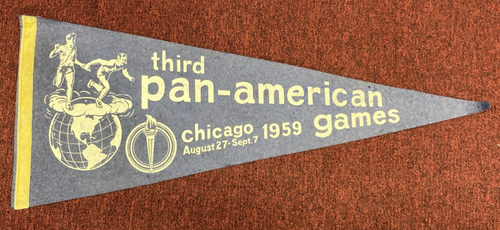 third
pan-american
games
chicago 1959
August 27-Sept.7